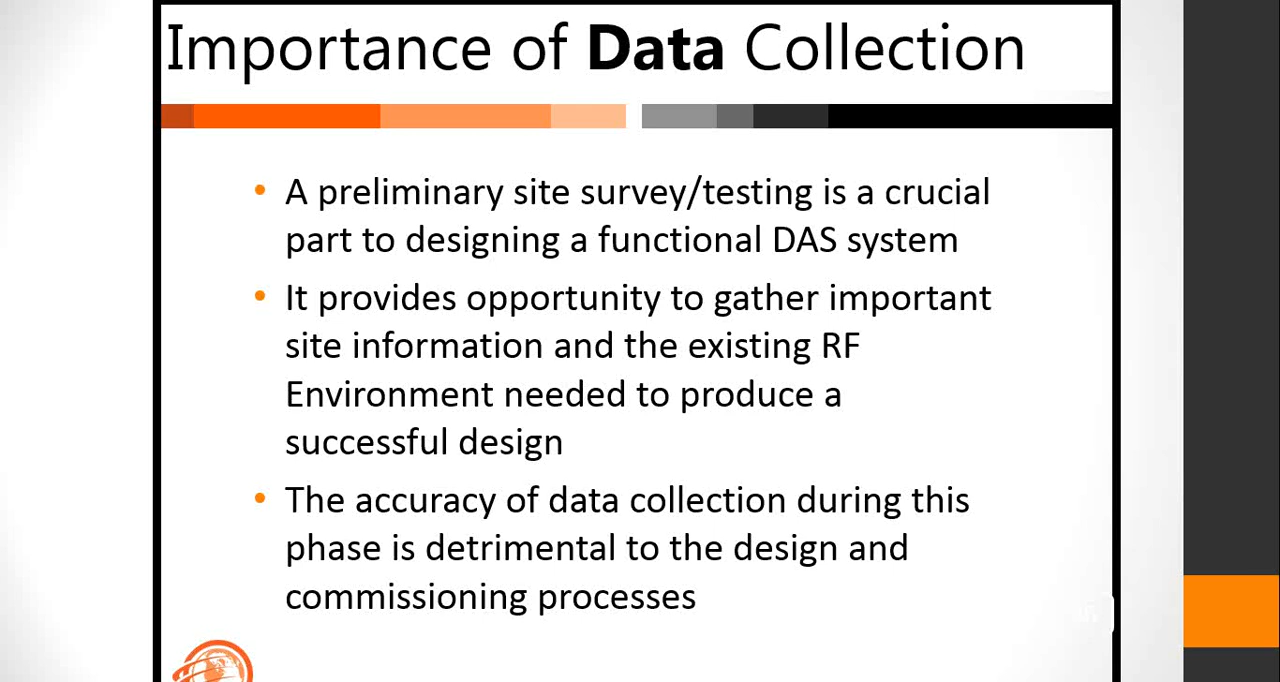 Importance of Data Collection
• A preliminary site survey/testing is a crucial
part to designing a functional DAS system
• It provides opportunity to gather important
site information and the existing RF
Environment needed to produce a
successful design
• The accuracy of data collection during this
phase is detrimental to the design and
commissioning processes